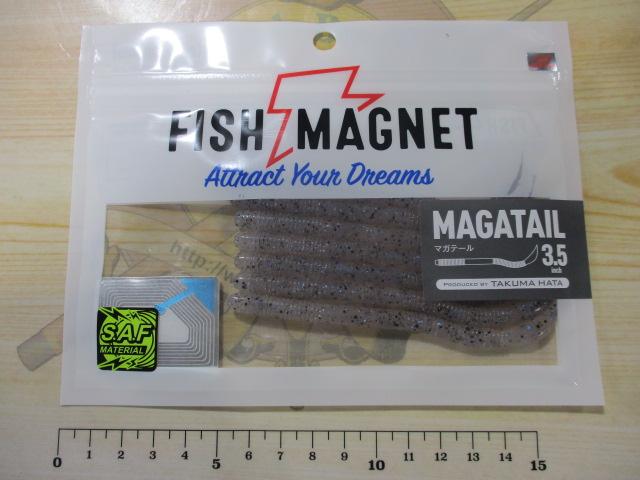 FISH MAGNET
Attract Your Dreams
MAGATAIL
マガテール
3.5
inch
PRODUCED BY TAKUMA HATA
http://w
S.A.F
MATERIAL
0 1 2 3 4 5 6 7 8 9 10 11 12 13 14 15